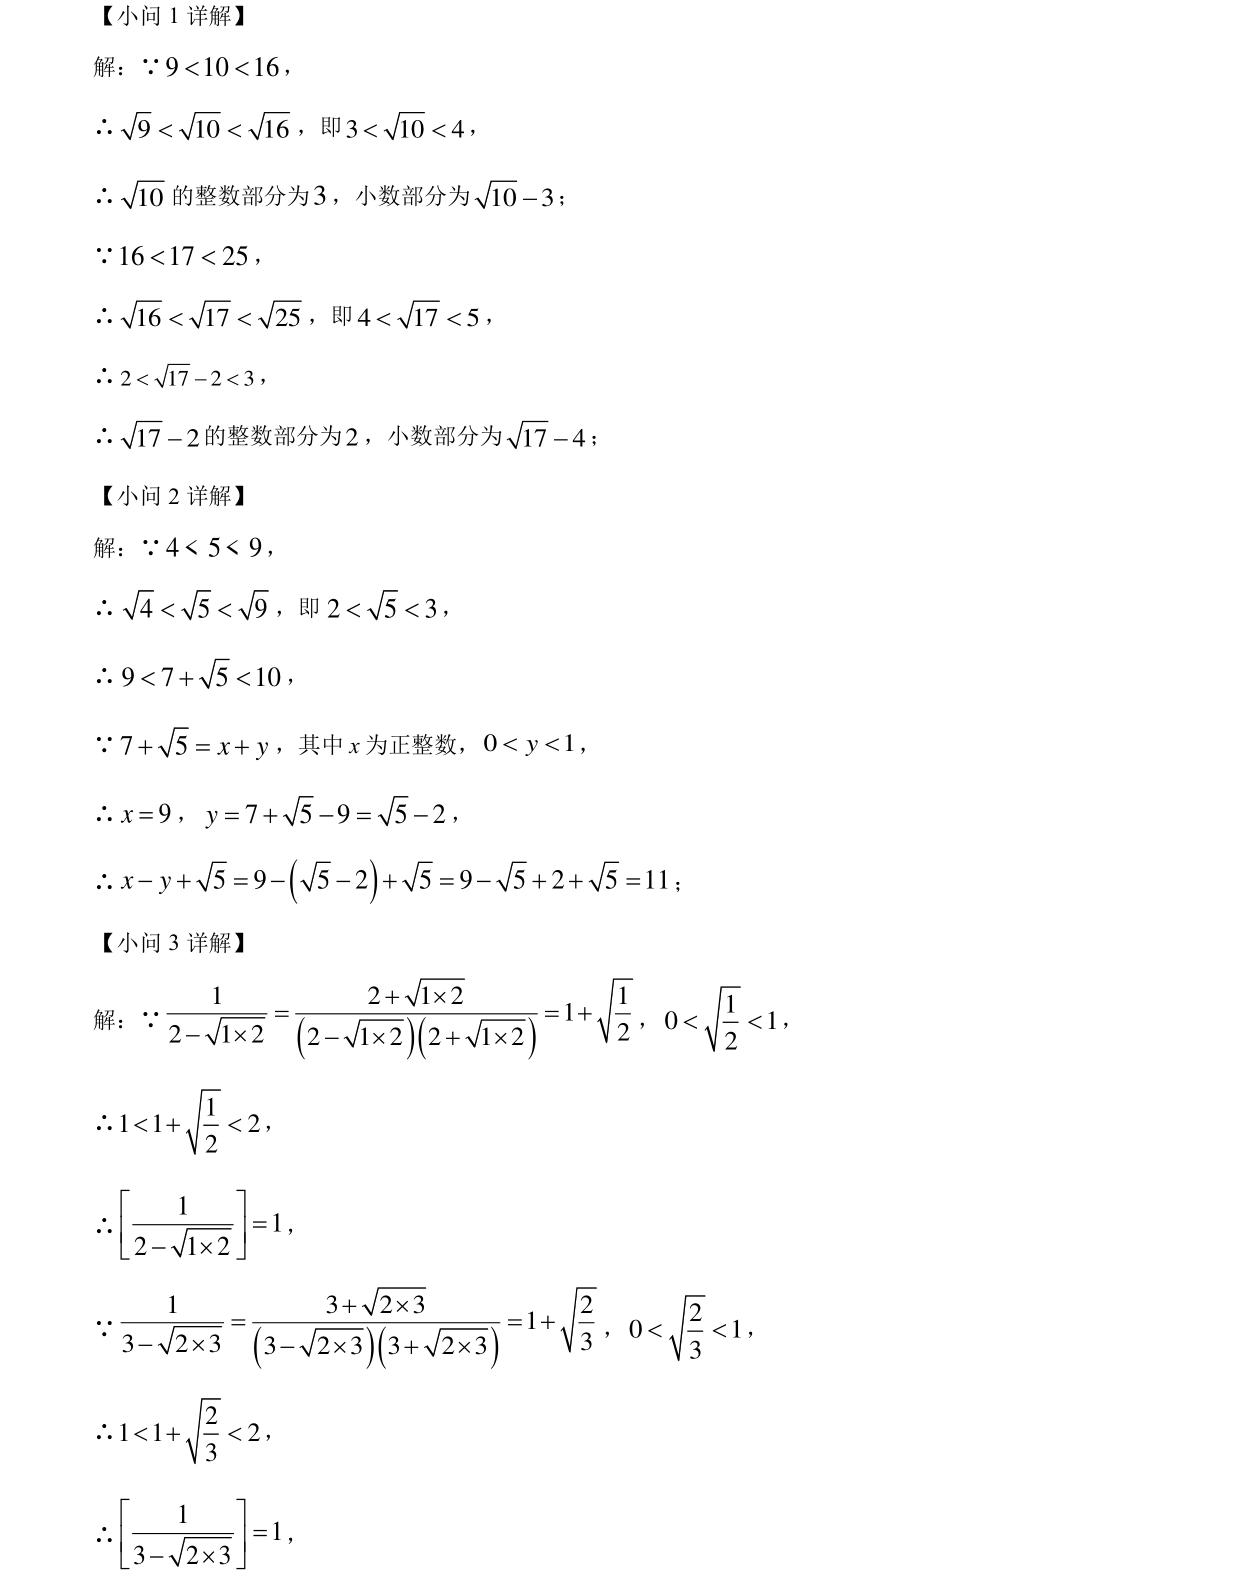 【小问 1 详解】
解：∵ 9 < 10 < 16，
∴ √9 < √10 < √16，即 3 < √10 < 4，
∴ √10 的整数部分为 3，小数部分为 √10 − 3；
∵ 16 < 17 < 25，
∴ √16 < √17 < √25，即 4 < √17 < 5，
∴ 2 < √17 − 2 < 3，
∴ √17 − 2 的整数部分为 2，小数部分为 √17 − 4；
【小问 2 详解】
解：∵ 4 < 5 < 9，
∴ √4 < √5 < √9，即 2 < √5 < 3，
∴ 9 < 7 + √5 < 10，
∵ 7 + √5 = x + y，其中 x 为正整数，0 < y < 1，
∴ x = 9，y = 7 + √5 − 9 = √5 − 2，
∴ x − y + √5 = 9 − (√5 − 2) + √5 = 9 − √5 + 2 + √5 = 11；
【小问 3 详解】
解：∵ 1/(2 − √(1×2)) = (2 + √(1×2))/((2 − √(1×2))(2 + √(1×2))) = 1 + √(1/2)，0 < √(1/2) < 1，
∴ 1 < 1 + √(1/2) < 2，
∴ [1/(2 − √(1×2))] = 1，
∵ 1/(3 − √(2×3)) = (3 + √(2×3))/((3 − √(2×3))(3 + √(2×3))) = 1 + √(2/3)，0 < √(2/3) < 1，
∴ 1 < 1 + √(2/3) < 2，
∴ [1/(3 − √(2×3))] = 1，